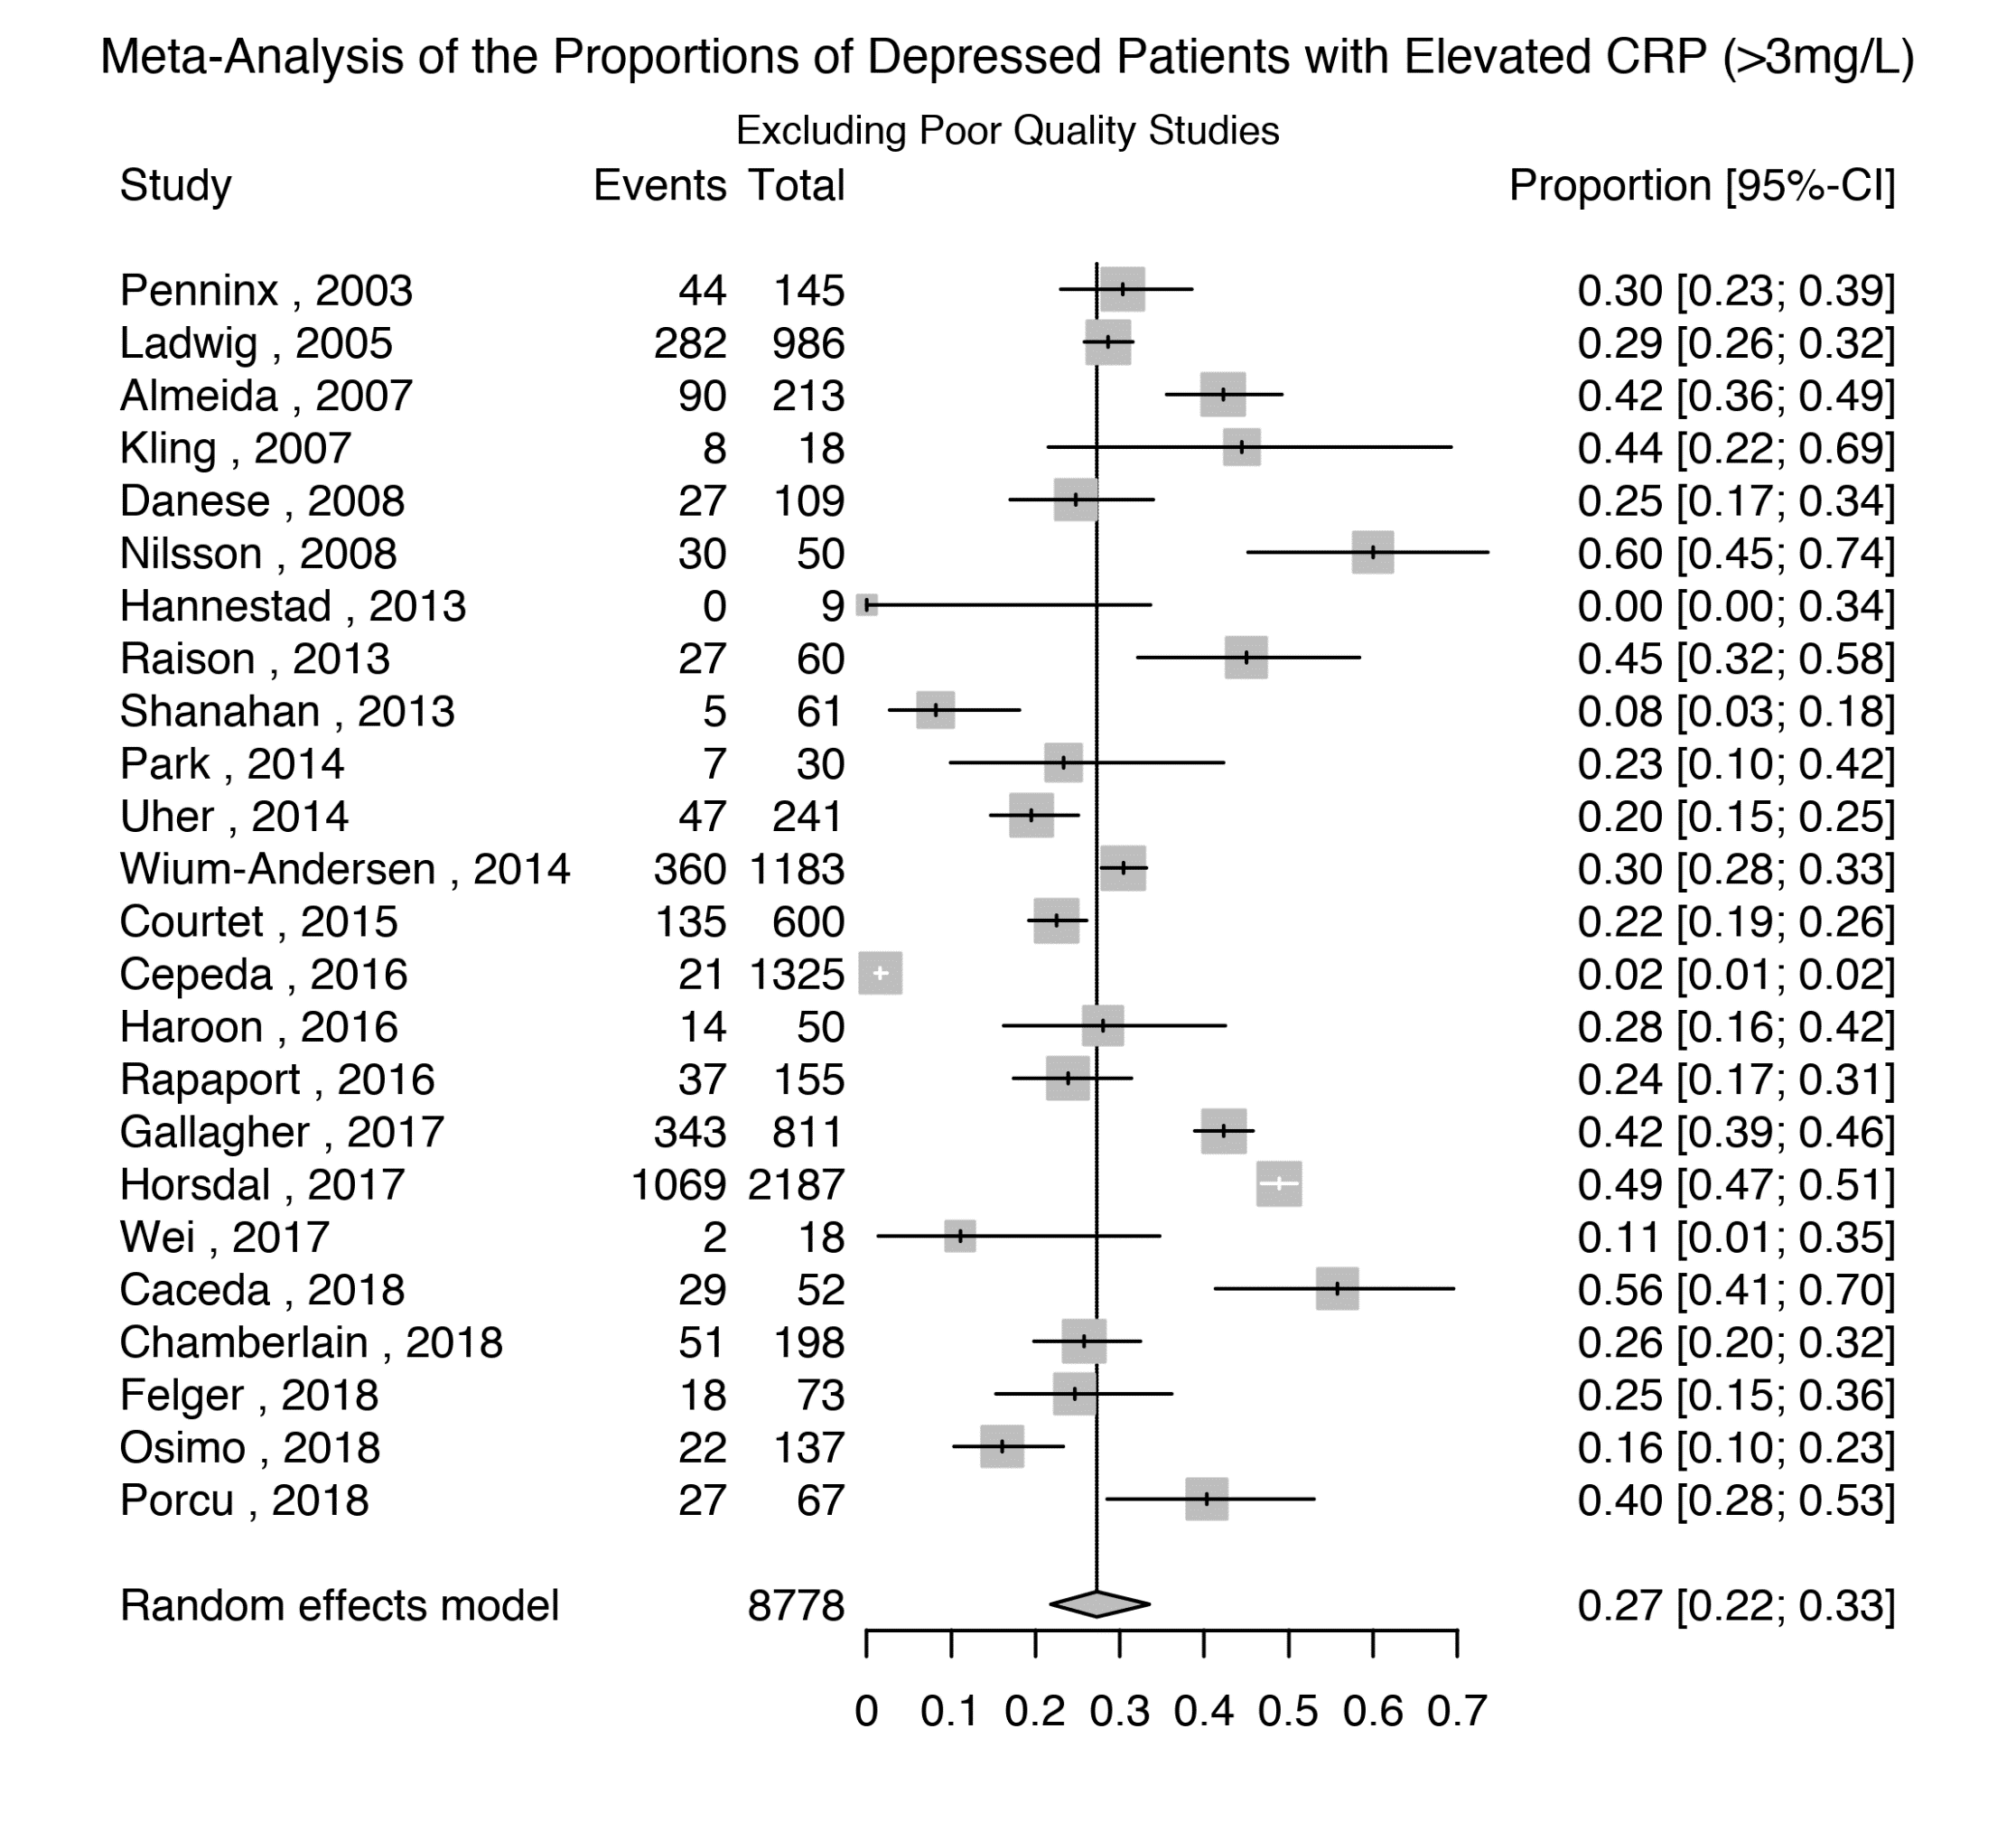 Meta-Analysis of the Proportions of Depressed Patients with Elevated CRP (>3mg/L)
Excluding Poor Quality Studies
Study Events Total Proportion [95%-CI]
Penninx , 2003 44 145 0.30 [0.23; 0.39]
Ladwig , 2005 282 986 0.29 [0.26; 0.32]
Almeida , 2007 90 213 0.42 [0.36; 0.49]
Kling , 2007 8 18 0.44 [0.22; 0.69]
Danese , 2008 27 109 0.25 [0.17; 0.34]
Nilsson , 2008 30 50 0.60 [0.45; 0.74]
Hannestad , 2013 0 9 0.00 [0.00; 0.34]
Raison , 2013 27 60 0.45 [0.32; 0.58]
Shanahan , 2013 5 61 0.08 [0.03; 0.18]
Park , 2014 7 30 0.23 [0.10; 0.42]
Uher , 2014 47 241 0.20 [0.15; 0.25]
Wium-Andersen , 2014 360 1183 0.30 [0.28; 0.33]
Courtet , 2015 135 600 0.22 [0.19; 0.26]
Cepeda , 2016 21 1325 0.02 [0.01; 0.02]
Haroon , 2016 14 50 0.28 [0.16; 0.42]
Rapaport , 2016 37 155 0.24 [0.17; 0.31]
Gallagher , 2017 343 811 0.42 [0.39; 0.46]
Horsdal , 2017 1069 2187 0.49 [0.47; 0.51]
Wei , 2017 2 18 0.11 [0.01; 0.35]
Caceda , 2018 29 52 0.56 [0.41; 0.70]
Chamberlain , 2018 51 198 0.26 [0.20; 0.32]
Felger , 2018 18 73 0.25 [0.15; 0.36]
Osimo , 2018 22 137 0.16 [0.10; 0.23]
Porcu , 2018 27 67 0.40 [0.28; 0.53]
Random effects model 8778 0.27 [0.22; 0.33]
0 0.1 0.2 0.3 0.4 0.5 0.6 0.7